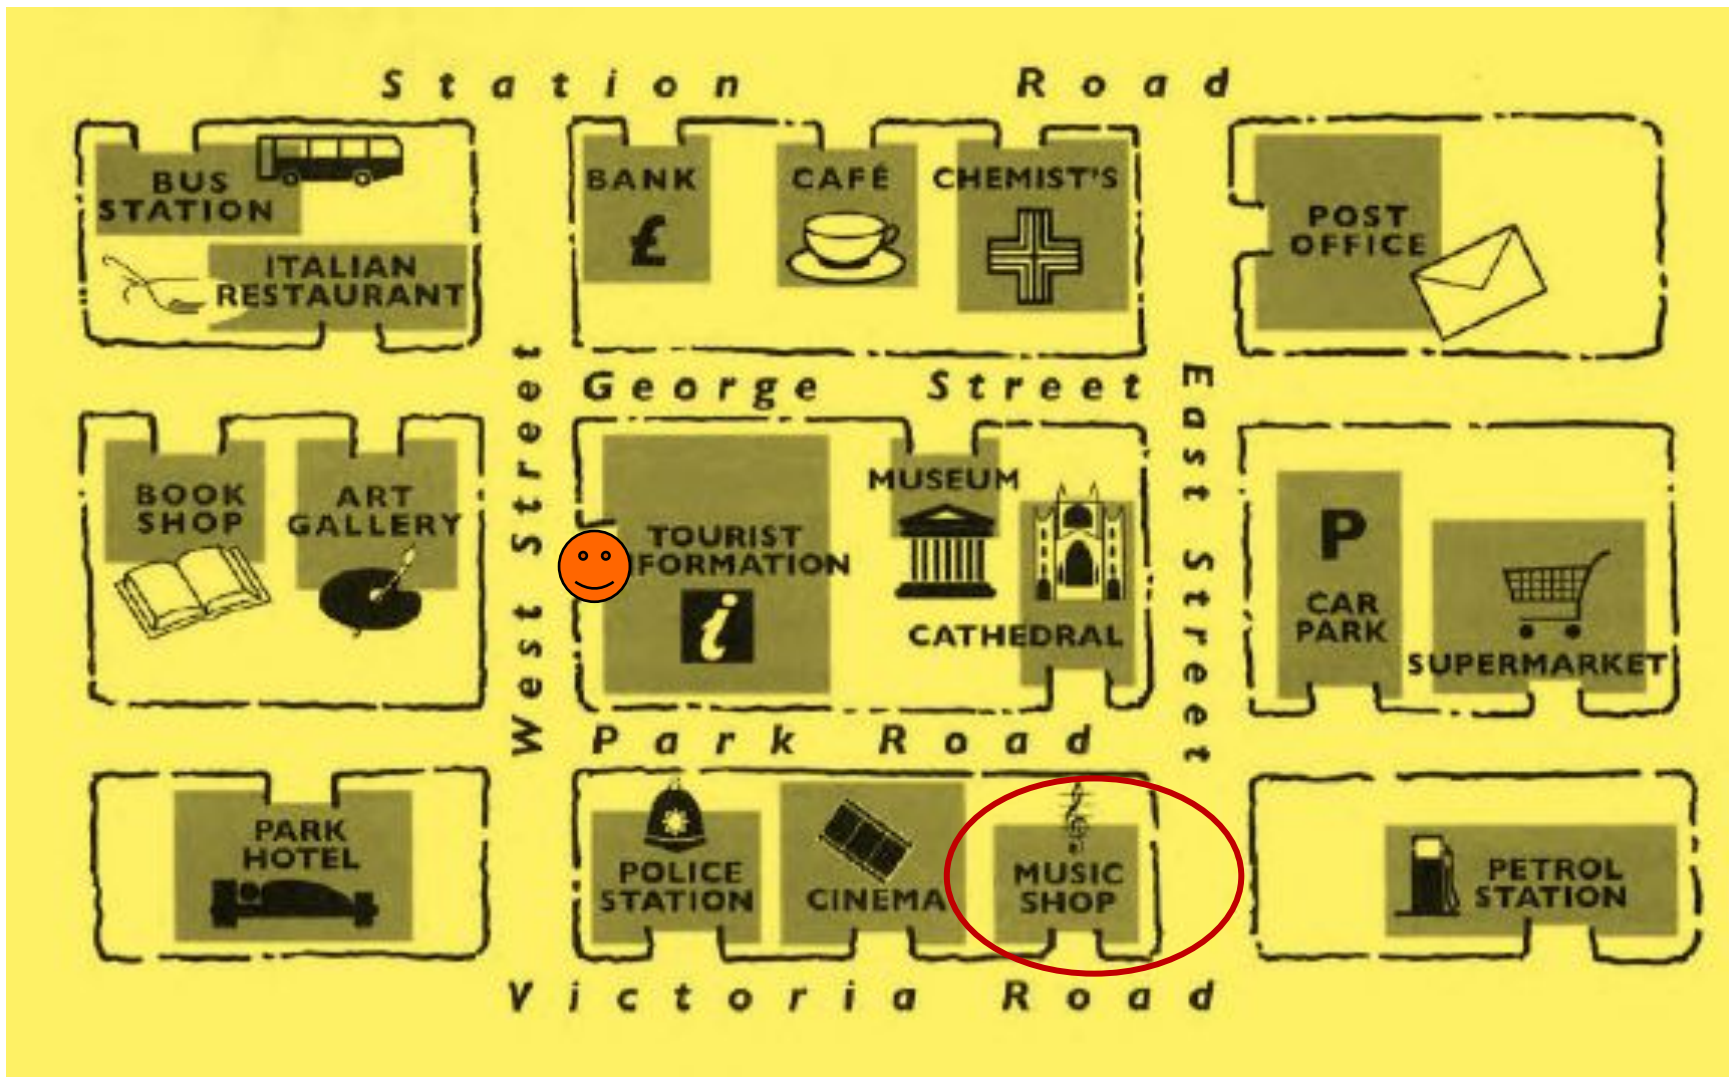 Station Road
BUS
STATION
BANK
£
CAFÉ
CHEMIST'S
POST
OFFICE
ITALIAN
RESTAURANT
George Street
West Street
East Street
BOOK
SHOP
ART
GALLERY
TOURIST
NFORMATION
i
MUSEUM
CATHEDRAL
P
CAR
PARK
SUPERMARKET
Park Road
PARK
HOTEL
POLICE
STATION
CINEMA
MUSIC
SHOP
PETROL
STATION
Victoria Road